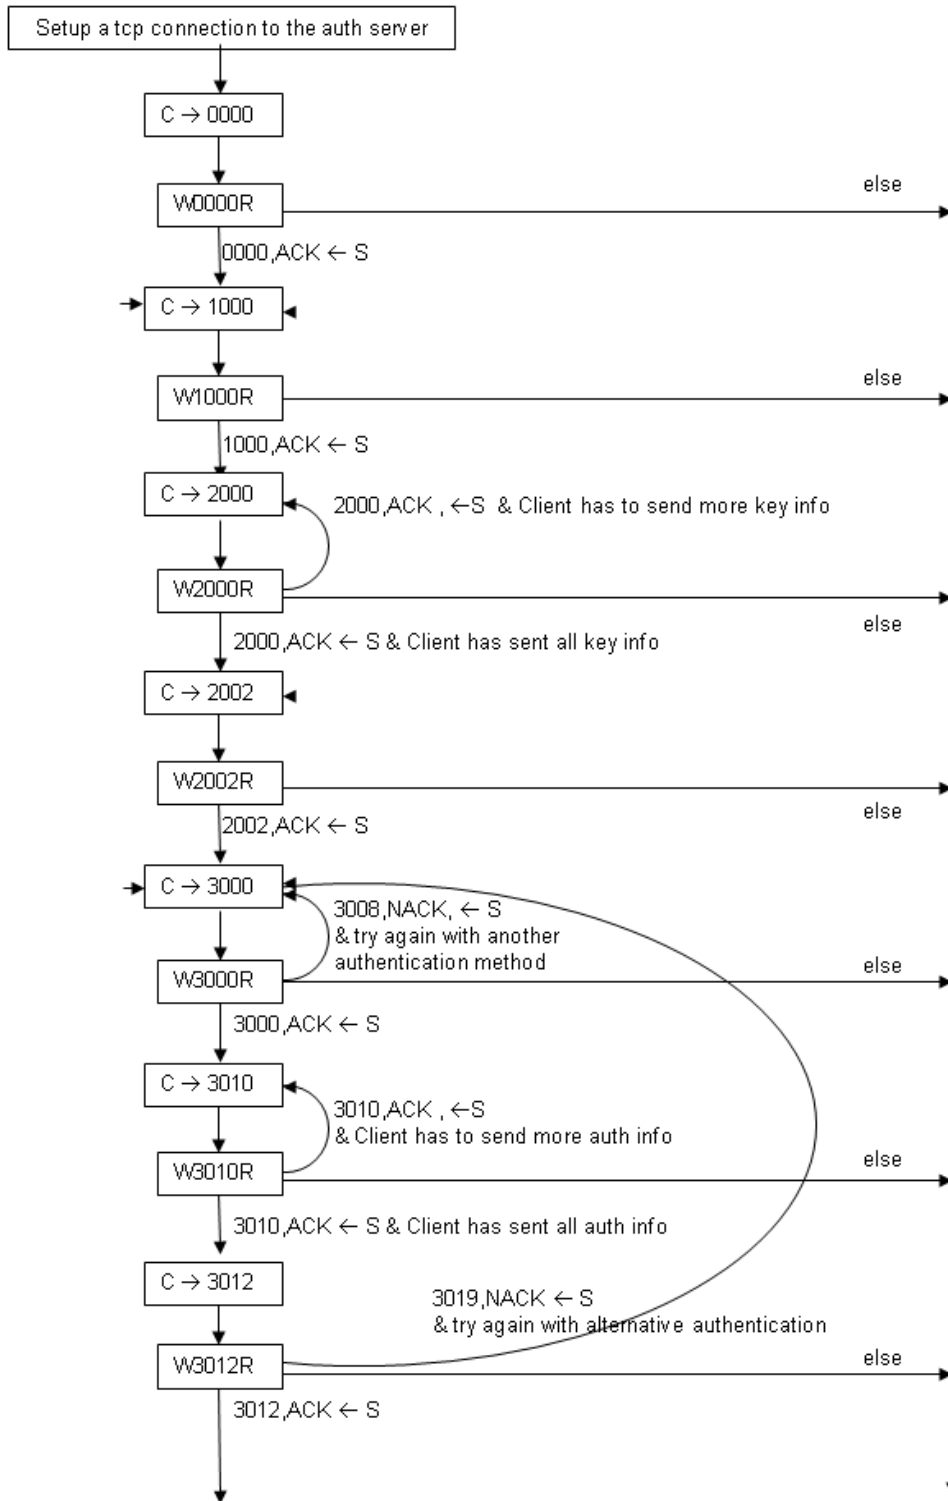 Setup a tcp connection to the auth server
C → 0000
W0000R
else
0000,ACK ← S
C → 1000
W1000R
else
1000,ACK ← S
C → 2000
2000,ACK , ←S & Client has to send more key info
W2000R
else
2000,ACK ← S & Client has sent all key info
C → 2002
W2002R
else
2002,ACK ← S
C → 3000
3008,NACK, ← S
& try again with another
authentication method
W3000R
else
3000,ACK ← S
C → 3010
3010,ACK , ←S
& Client has to send more auth info
W3010R
else
3010,ACK ← S & Client has sent all auth info
C → 3012
3019,NACK ← S
& try again with alternative authentication
W3012R
else
3012,ACK ← S